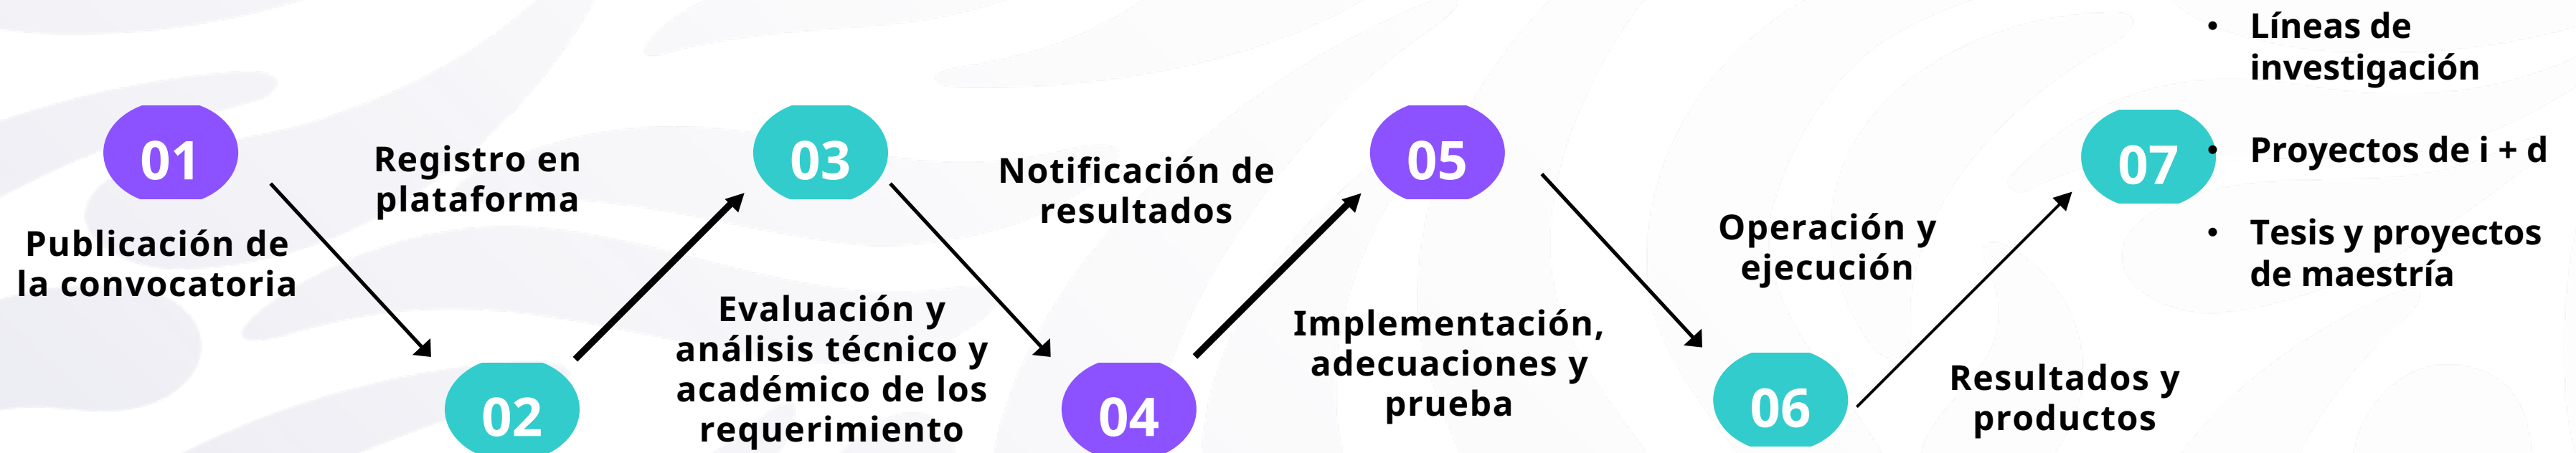 01
Publicación de
la convocatoria
Registro en
plataforma
02
03
Evaluación y
análisis técnico y
académico de los
requerimiento
Notificación de
resultados
04
05
Implementación,
adecuaciones y
prueba
Operación y
ejecución
06
Resultados y
productos
07
• Líneas de
investigación
• Proyectos de i + d
• Tesis y proyectos
de maestría